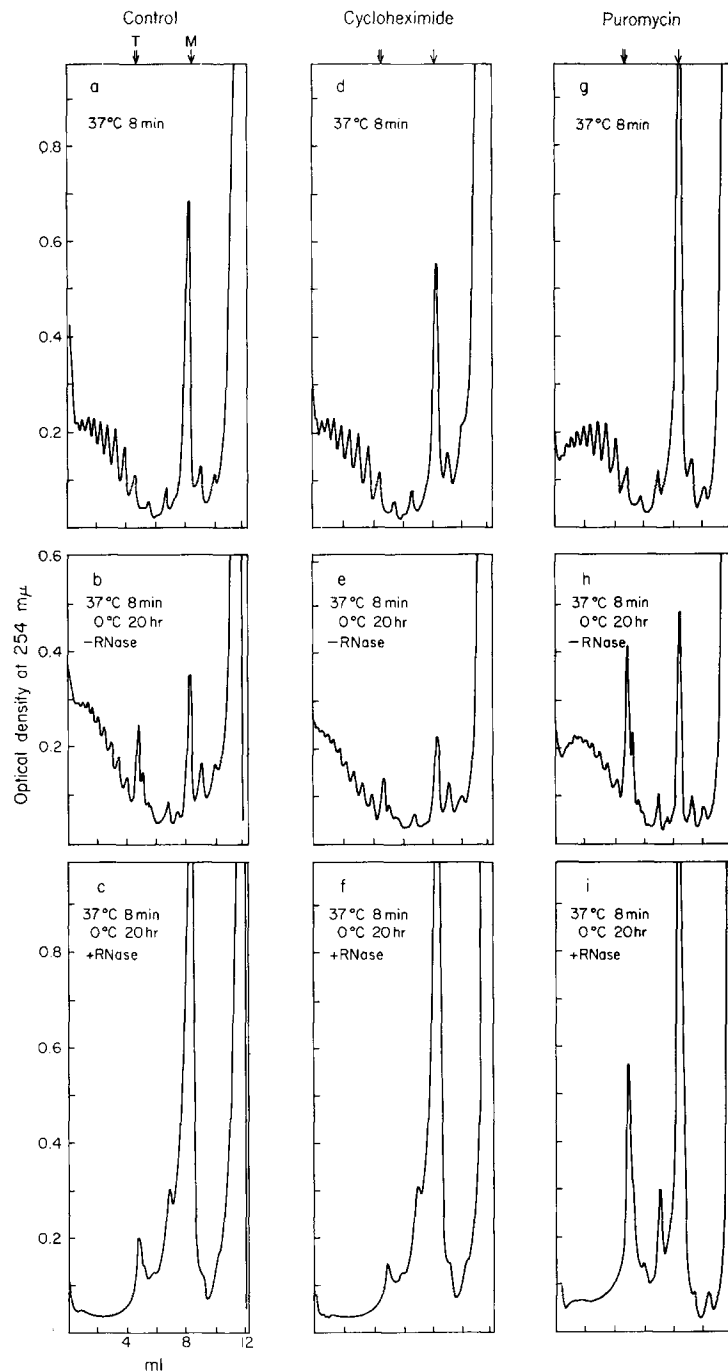 Control
Cycloheximide
Puromycin
T M
a
37°C 8 min
d
37°C 8 min
g
37°C 8 min
0.8
0.6
0.4
0.2
0.6
b
37°C 8 min
0°C 20 hr
−RNase
e
37°C 8 min
0°C 20 hr
−RNase
h
37°C 8 min
0°C 20 hr
−RNase
0.4
0.2
Optical density at 254 mμ
c
37°C 8 min
0°C 20 hr
+RNase
f
37°C 8 min
0°C 20 hr
+RNase
i
37°C 8 min
0°C 20 hr
+RNase
0.8
0.6
0.4
0.2
4 8 12
ml